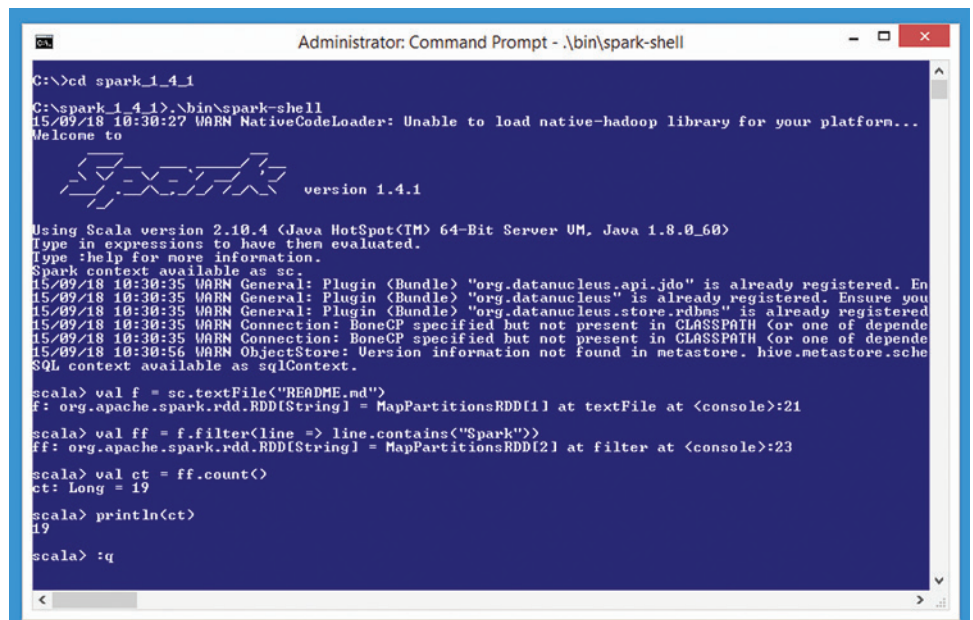 Administrator: Command Prompt - .\bin\spark-shell
C:\>cd spark_1_4_1
C:\spark_1_4_1>.\bin\spark-shell
15/09/18 10:30:27 WARN NativeCodeLoader: Unable to load native-hadoop library for your platform...
Welcome to
Spark version 1.4.1
Using Scala version 2.10.4 (Java HotSpot(TM) 64-Bit Server VM, Java 1.8.0_60)
Type in expressions to have them evaluated.
Type :help for more information.
Spark context available as sc.
15/09/18 10:30:35 WARN General: Plugin (Bundle) "org.datanucleus.api.jdo" is already registered. En
15/09/18 10:30:35 WARN General: Plugin (Bundle) "org.datanucleus" is already registered. Ensure you
15/09/18 10:30:35 WARN General: Plugin (Bundle) "org.datanucleus.store.rdbms" is already registered
15/09/18 10:30:35 WARN Connection: BoneCP specified but not present in CLASSPATH (or one of depende
15/09/18 10:30:35 WARN Connection: BoneCP specified but not present in CLASSPATH (or one of depende
15/09/18 10:30:56 WARN ObjectStore: Version information not found in metastore. hive.metastore.sche
SQL context available as sqlContext.
scala> val f = sc.textFile("README.md")
f: org.apache.spark.rdd.RDD[String] = MapPartitionsRDD[1] at textFile at <console>:21
scala> val ff = f.filter(line => line.contains("Spark"))
ff: org.apache.spark.rdd.RDD[String] = MapPartitionsRDD[2] at filter at <console>:23
scala> val ct = ff.count()
ct: Long = 19
scala> println(ct)
19
scala> :q